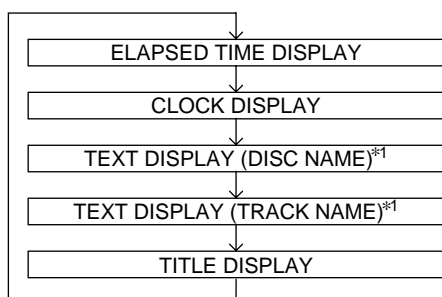 ELAPSED TIME DISPLAY
CLOCK DISPLAY
TEXT DISPLAY (DISC NAME)*1
TEXT DISPLAY (TRACK NAME)*1
TITLE DISPLAY